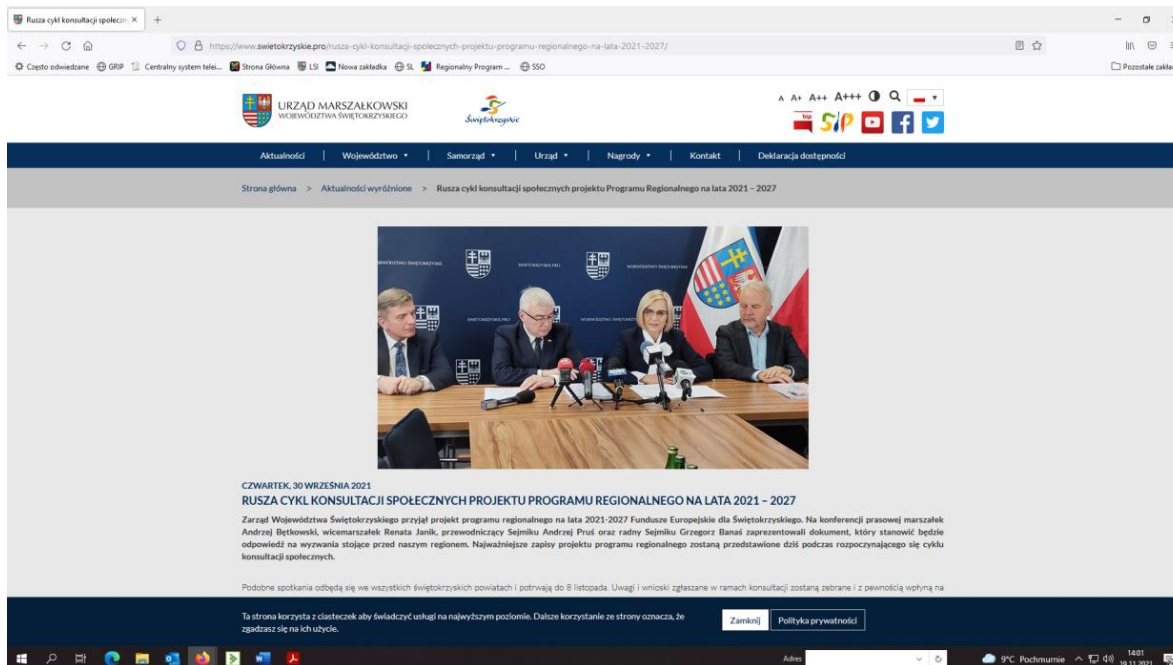 Rusza cykl konsultacji społeczn
https://www.swietokrzyskie.pro/rusza-cykl-konsultacji-spolecznych-projektu-programu-regionalnego-na-lata-2021-2027/
Często odwiedzane GRIP Centralny system telei... Strona Główna LSI Nowa zakładka SL Regionalny Program ... SSO Pozostałe zakła
URZĄD MARSZAŁKOWSKI
WOJEWÓDZTWA ŚWIĘTOKRZYSKIEGO
Świętokrzyskie
A A+ A++ A+++
bip
Aktualności | Województwo | Samorząd | Urząd | Nagrody | Kontakt | Deklaracja dostępności
Strona główna > Aktualności wyróżnione > Rusza cykl konsultacji społecznych projektu Programu Regionalnego na lata 2021 – 2027
CZWARTEK, 30 WRZEŚNIA 2021
RUSZA CYKL KONSULTACJI SPOŁECZNYCH PROJEKTU PROGRAMU REGIONALNEGO NA LATA 2021 – 2027
Zarząd Województwa Świętokrzyskiego przyjął projekt programu regionalnego na lata 2021-2027 Fundusze Europejskie dla Świętokrzyskiego. Na konferencji prasowej marszałek
Andrzej Bętkowski, wicemarszałek Renata Janik, przewodniczący Sejmiku Andrzej Pruś oraz radny Sejmiku Grzegorz Banaś zaprezentowali dokument, który stanowić będzie
odpowiedź na wyzwania stojące przed naszym regionem. Najważniejsze zapisy projektu programu regionalnego zostaną przedstawione dziś podczas rozpoczynającego się cyklu
konsultacji społecznych.
Podobne spotkania odbędą się we wszystkich świętokrzyskich powiatach i potrwają do 8 listopada. Uwagi i wnioski zgłaszane w ramach konsultacji zostaną zebrane i z pewnością wpłyną na
Ta strona korzysta z ciasteczek aby świadczyć usługi na najwyższym poziomie. Dalsze korzystanie ze strony oznacza, że
zgadzasz się na ich użycie.
Zamknij Polityka prywatności
Adres
9°C Pochmurnie
14:01
19.11.2021